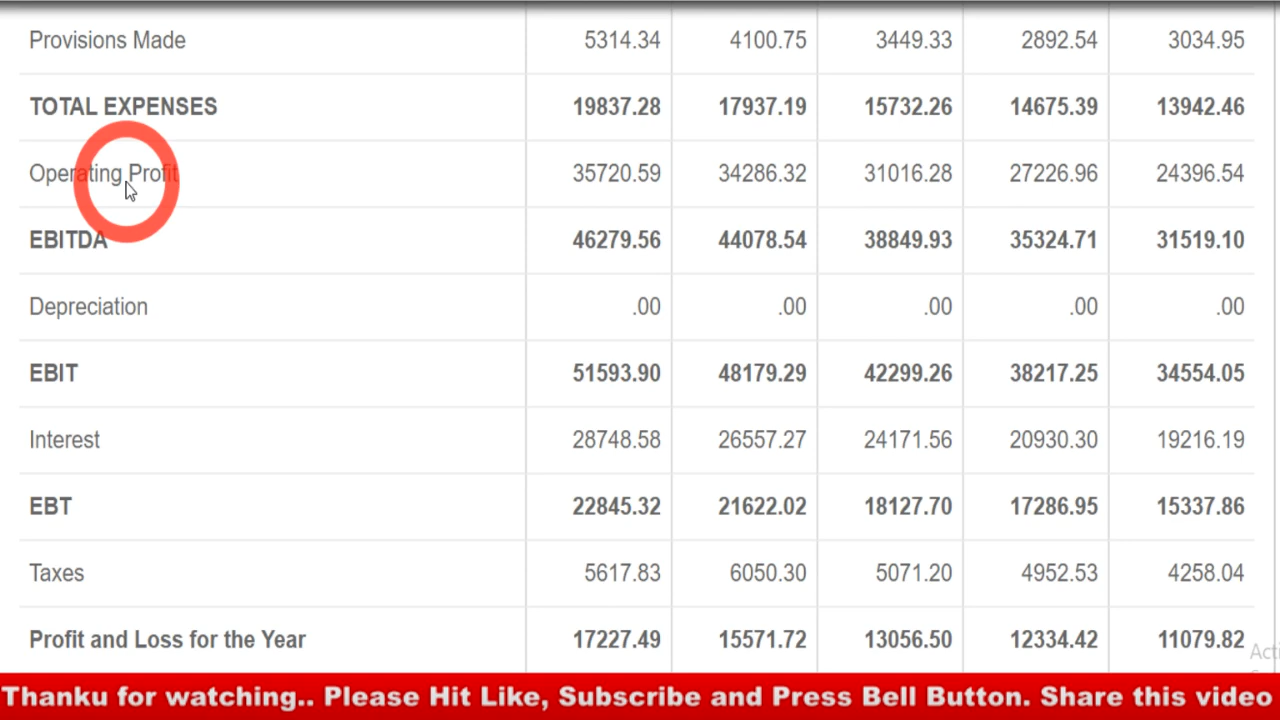 Provisions Made 5314.34 4100.75 3449.33 2892.54 3034.95
TOTAL EXPENSES 19837.28 17937.19 15732.26 14675.39 13942.46
Operating Profit 35720.59 34286.32 31016.28 27226.96 24396.54
EBITDA 46279.56 44078.54 38849.93 35324.71 31519.10
Depreciation .00 .00 .00 .00 .00
EBIT 51593.90 48179.29 42299.26 38217.25 34554.05
Interest 28748.58 26557.27 24171.56 20930.30 19216.19
EBT 22845.32 21622.02 18127.70 17286.95 15337.86
Taxes 5617.83 6050.30 5071.20 4952.53 4258.04
Profit and Loss for the Year 17227.49 15571.72 13056.50 12334.42 11079.82
Acti
Thanku for watching.. Please Hit Like, Subscribe and Press Bell Button. Share this video